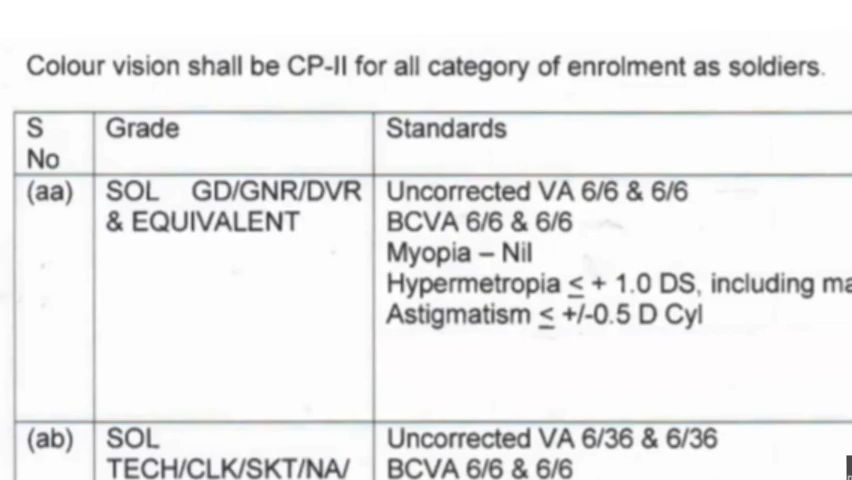 Colour vision shall be CP-II for all category of enrolment as soldiers.
S No
Grade
Standards
(aa)
SOL GD/GNR/DVR
& EQUIVALENT
Uncorrected VA 6/6 & 6/6
BCVA 6/6 & 6/6
Myopia – Nil
Hypermetropia ≤ + 1.0 DS, including ma
Astigmatism ≤ +/-0.5 D Cyl
(ab)
SOL
TECH/CLK/SKT/NA/
Uncorrected VA 6/36 & 6/36
BCVA 6/6 & 6/6